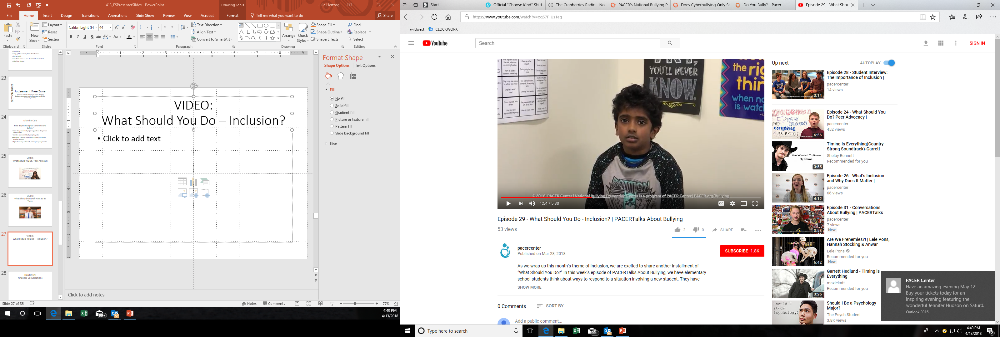 413_ESPresenterSlides - PowerPoint
Drawing Tools
Julie Hertzog
File
Home
Insert
Design
Transitions
Animations
Slide Show
Review
View
Acrobat
Format
Tell me what you want to do
Share
Paste
New
Slide
Layout
Reset
Section
Calibri Light (H
44
Text Direction
Align Text
Convert to SmartArt
Arrange
Quick
Styles
Shape Fill
Shape Outline
Shape Effects
Find
Replace
Select
Clipboard
Slides
Font
Paragraph
Drawing
Editing
23
SECTION THREE
Judgement Free Zone
24
Take the Quiz
How do you recognize someone who
bullies?
25
VIDEO:
What Should You Do? Peer Advocacy
26
VIDEO:
What Should You Do? Ways to Be
There
27
VIDEO:
What Should You Do – Inclusion?
28
HANDOUT:
Kindness Conversations
VIDEO:
What Should You Do – Inclusion?
• Click to add text
Format Shape
Shape Options
Text Options
Fill
No fill
Solid fill
Gradient fill
Picture or texture fill
Pattern fill
Slide background fill
Line
Click to add notes
Slide 27 of 35
Notes
Comments
77%
99+
4:40 PM
4/13/2018
Start
Official "Choose Kind" Shirt
The Cranberries Radio - No
PACER's National Bullying P
Does Cyberbullying Only St
Do You Bully? - Pacer
Episode 29 - What Shou
https://www.youtube.com/watch?v=ogS7F_Us1eg
wildwest
CLOCKWORK
YouTube
Search
SIGN IN
YOU'LL NEVER
KNOW.
the rig
thin
when no
is watch
© 2018, PACER Center | National Bullying Prevention Center is a program of PACER Center | PACER.org/Bullying
1:54 / 5:30
Episode 29 - What Should You Do - Inclusion? | PACERTalks About Bullying
53 views
2
0
SHARE
pacercenter
Published on Mar 28, 2018
SUBSCRIBE 1.8K
As we wrap up this month's theme of inclusion, we are excited to share another installment of
“What Should You Do?” In this week's episode of PACERTalks About Bullying, we have elementary
school students think about ways to respond to a situation involving a new student. They have
SHOW MORE
0 Comments
SORT BY
Add a public comment...
Up next
AUTOPLAY
Episode 28 - Student Interview:
The Importance of Inclusion |
pacercenter
14 views
3:14
Episode 24 - What Should You
Do? Peer Advocacy |
pacercenter
452 views
6:56
Timing Is Everything(Country
Strong Soundtrack)-Garrett
Shelby Bennett
Recommended for you
You Wanted To Know
My Name
3:55
Episode 26 - What's Inclusion
and Why Does It Matter |
pacercenter
66 views
4:12
Episode 31 - Conversations
About Bullying | PACERTalks
pacercenter
7 views
New
3:58
Are We Frenemies?! | Lele Pons,
Hannah Stocking & Anwar
Lele Pons
Recommended for you
New
6:42
Garrett Hedlund - Timing is
Everything
maxiekatt
Recommended for you
3:25
Should I
study
Psychology?
Should I Be a Psychology
Major?
The Psych Student
3.8K views
PACER Center
Have an amazing evening May 12!
Buy your tickets today for an
inspiring evening featuring the
wonderful Jennifer Hudson on Saturd
Outlook 2016
Type here to search
99+
4:40 PM
4/13/2018
2